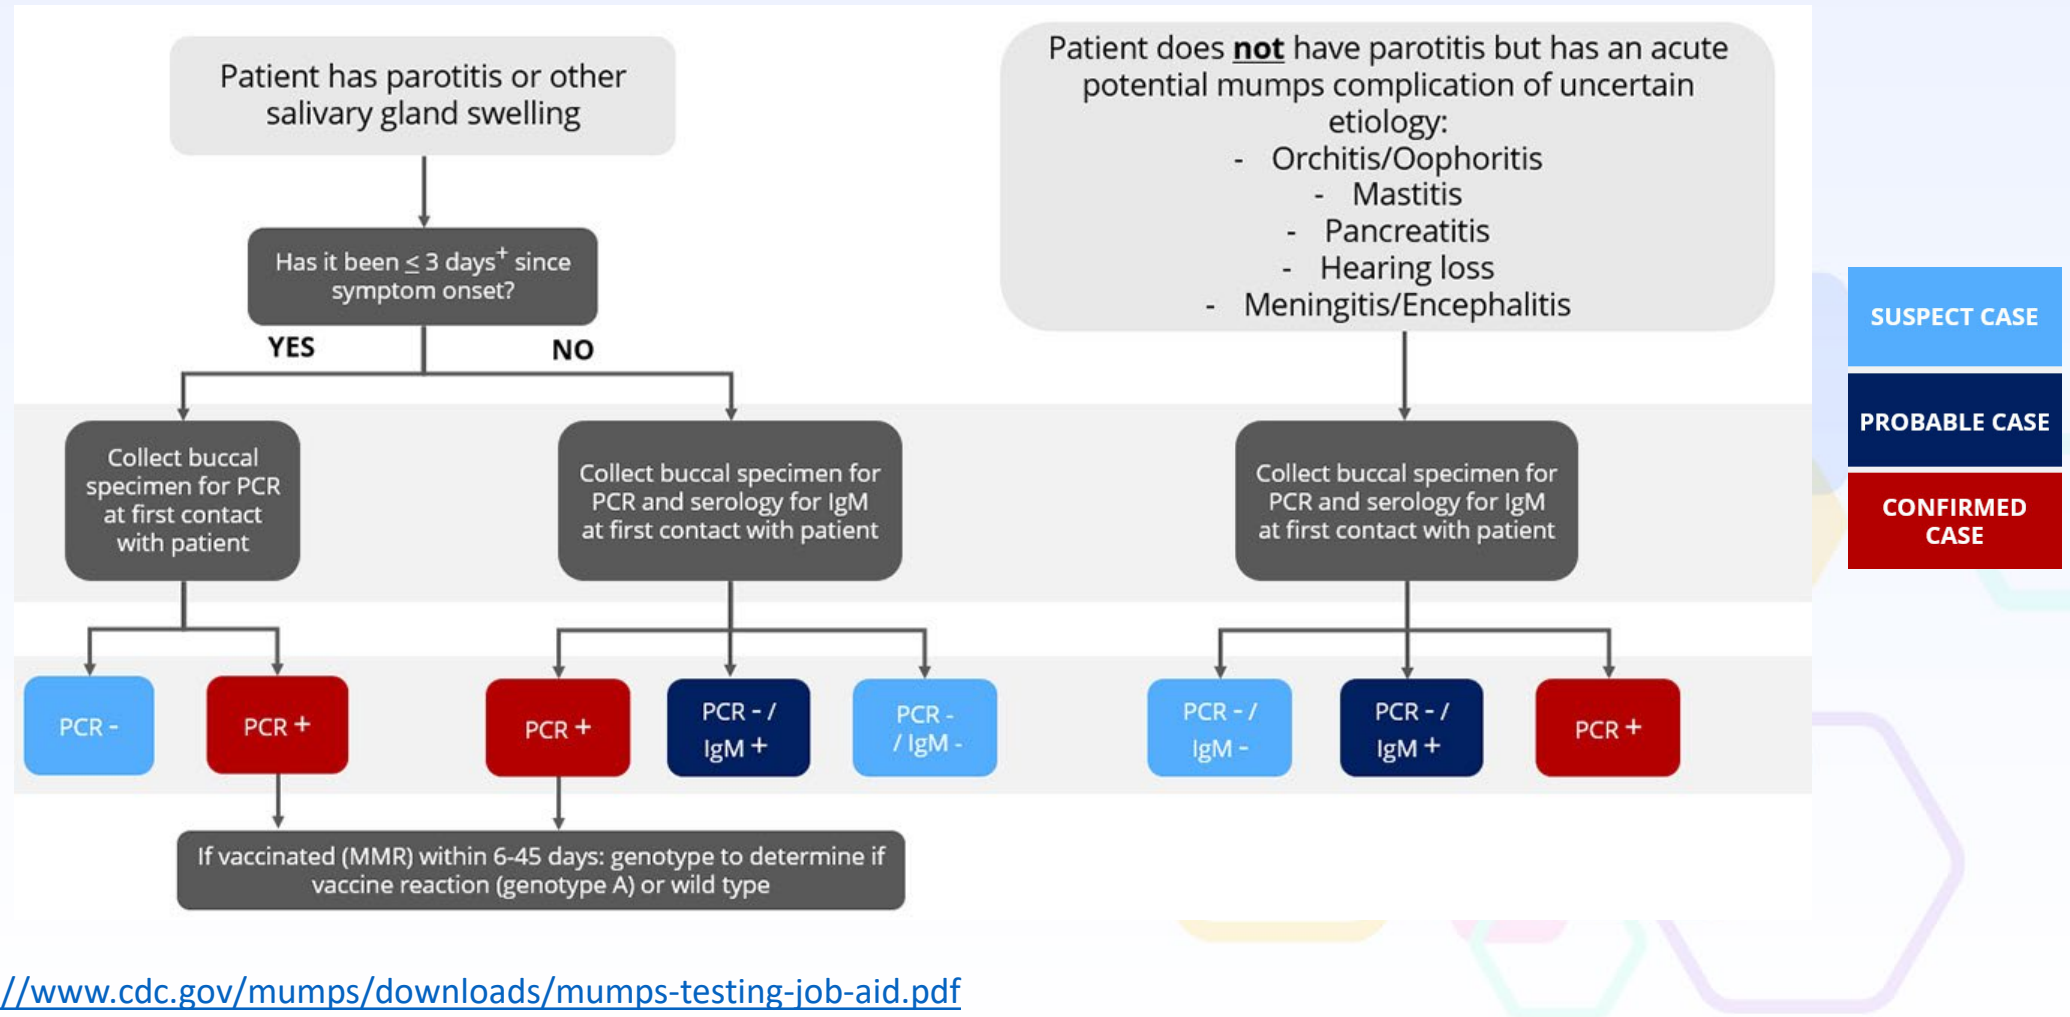 Patient has parotitis or other
salivary gland swelling
Has it been ≤ 3 days+ since
symptom onset?
YES
NO
Collect buccal
specimen for PCR
at first contact
with patient
Collect buccal specimen for
PCR and serology for IgM
at first contact with patient
PCR -
PCR +
PCR +
PCR - /
IgM +
PCR -
/ IgM -
If vaccinated (MMR) within 6-45 days: genotype to determine if
vaccine reaction (genotype A) or wild type
Patient does not have parotitis but has an acute
potential mumps complication of uncertain
etiology:
- Orchitis/Oophoritis
- Mastitis
- Pancreatitis
- Hearing loss
- Meningitis/Encephalitis
Collect buccal specimen for
PCR and serology for IgM
at first contact with patient
PCR - /
IgM -
PCR - /
IgM +
PCR +
SUSPECT CASE
PROBABLE CASE
CONFIRMED
CASE
//www.cdc.gov/mumps/downloads/mumps-testing-job-aid.pdf